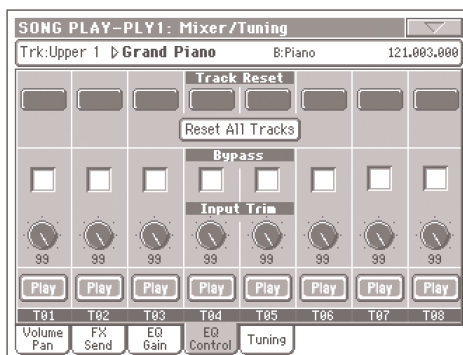 SONG PLAY-PLY1: Mixer/Tuning
Trk:Upper 1 ▷Grand Piano B:Piano 121.003.000
Track Reset
Reset All Tracks
Bypass
Input Trim
99 99 99 99 99 99 99 99
Play Play Play Play Play Play Play Play
T01 T02 T03 T04 T05 T06 T07 T08
Volume Pan FX Send EQ Gain EQ Control Tuning